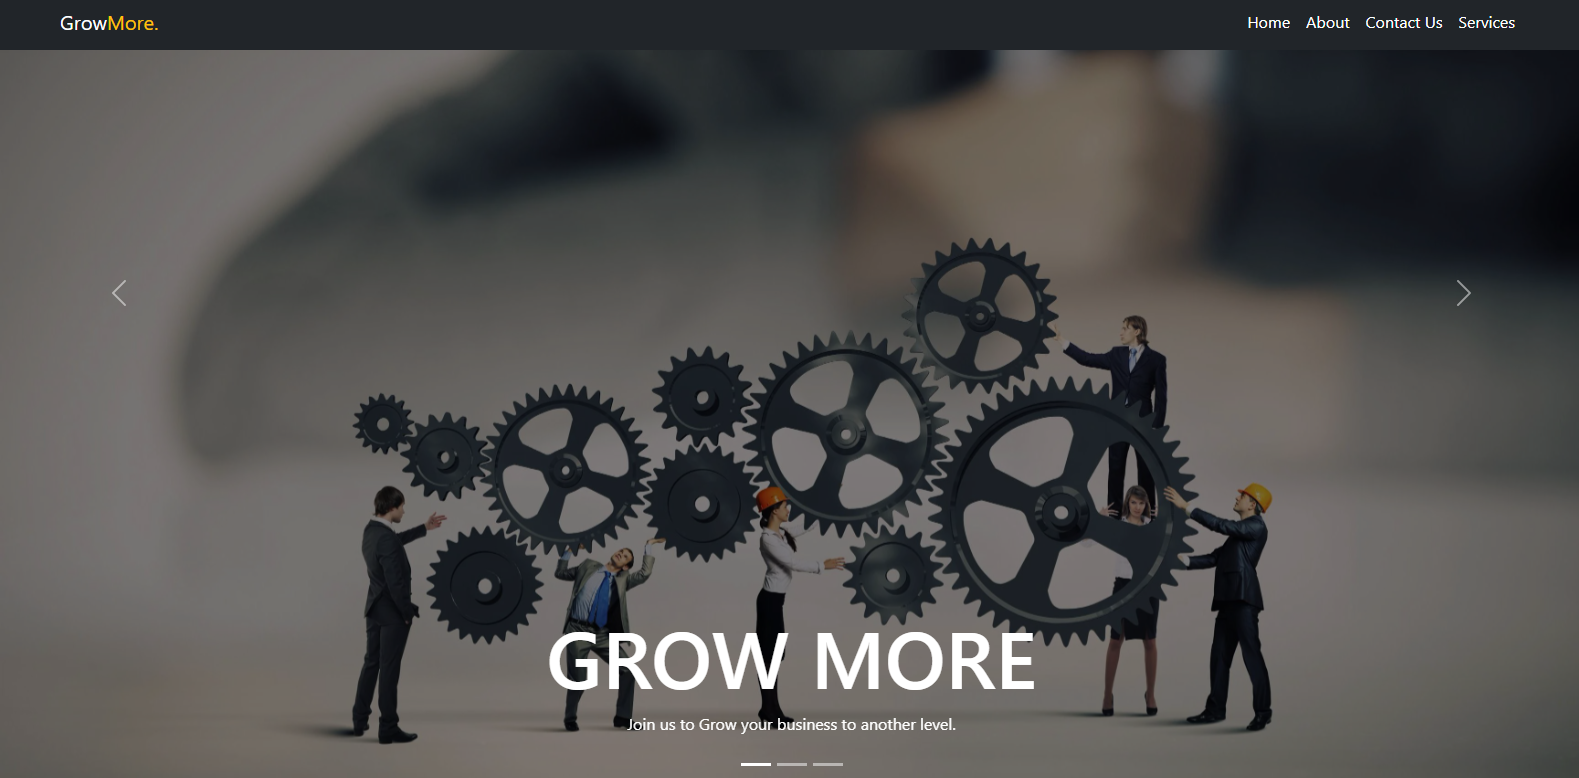 GrowMore.
Home About Contact Us Services
GROW MORE
Join us to Grow your business to another level.